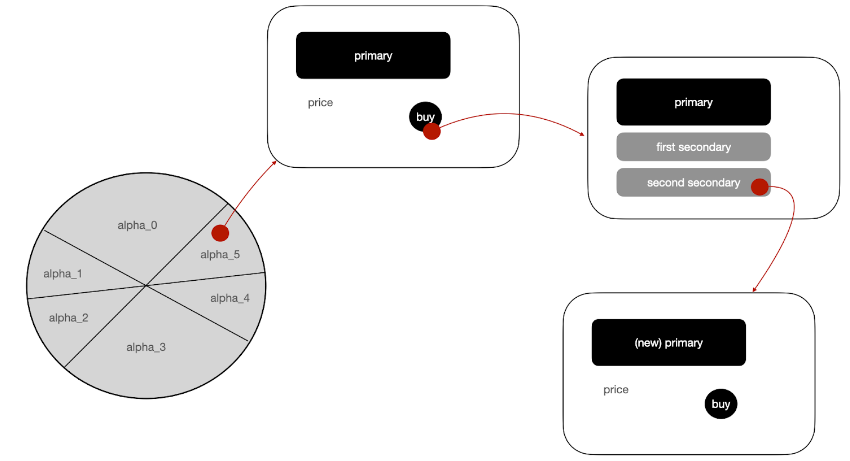 alpha_0
alpha_1
alpha_2
alpha_3
alpha_4
alpha_5
primary
price
buy
primary
first secondary
second secondary
(new) primary
price
buy